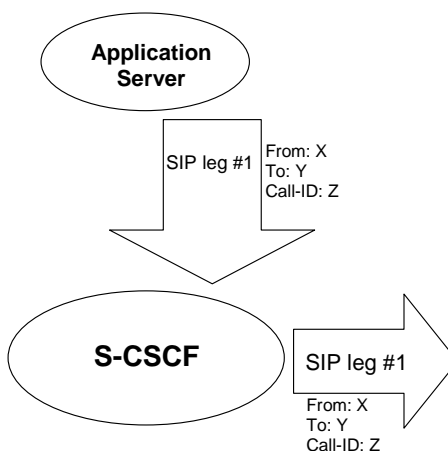 Application
Server
SIP leg #1
From: X
To: Y
Call-ID: Z
S-CSCF
SIP leg #1
From: X
To: Y
Call-ID: Z